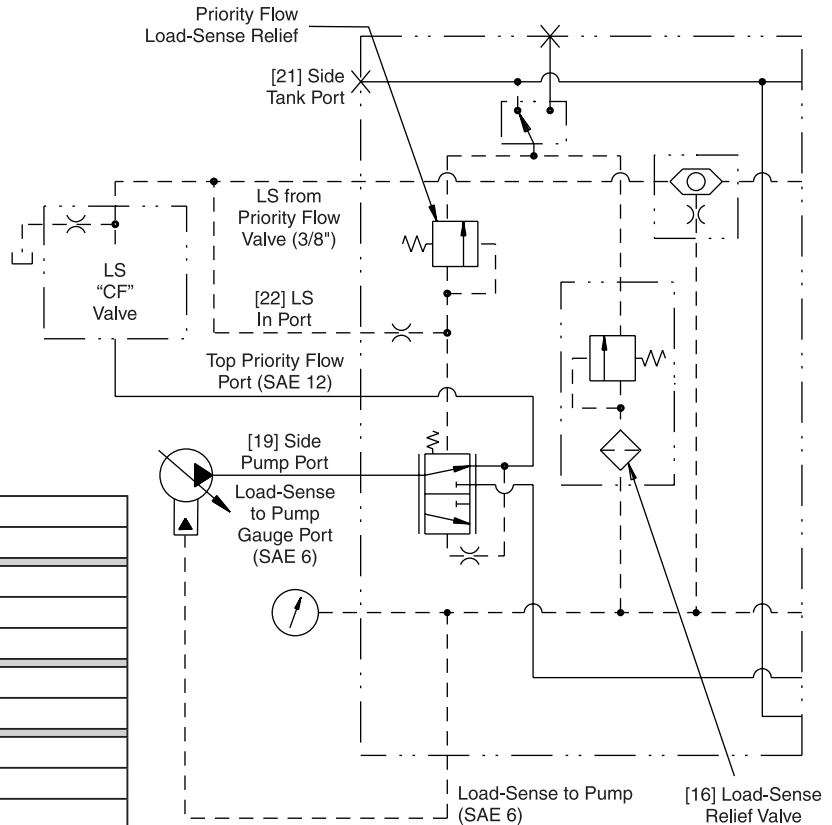 Priority Flow
Load-Sense Relief
[21] Side
Tank Port
LS from
Priority Flow
Valve (3/8")
LS
“CF”
Valve
[22] LS
In Port
Top Priority Flow
Port (SAE 12)
[19] Side
Pump Port
Load-Sense
to Pump
Gauge Port
(SAE 6)
Load-Sense to Pump
(SAE 6)
[16] Load-Sense
Relief Valve